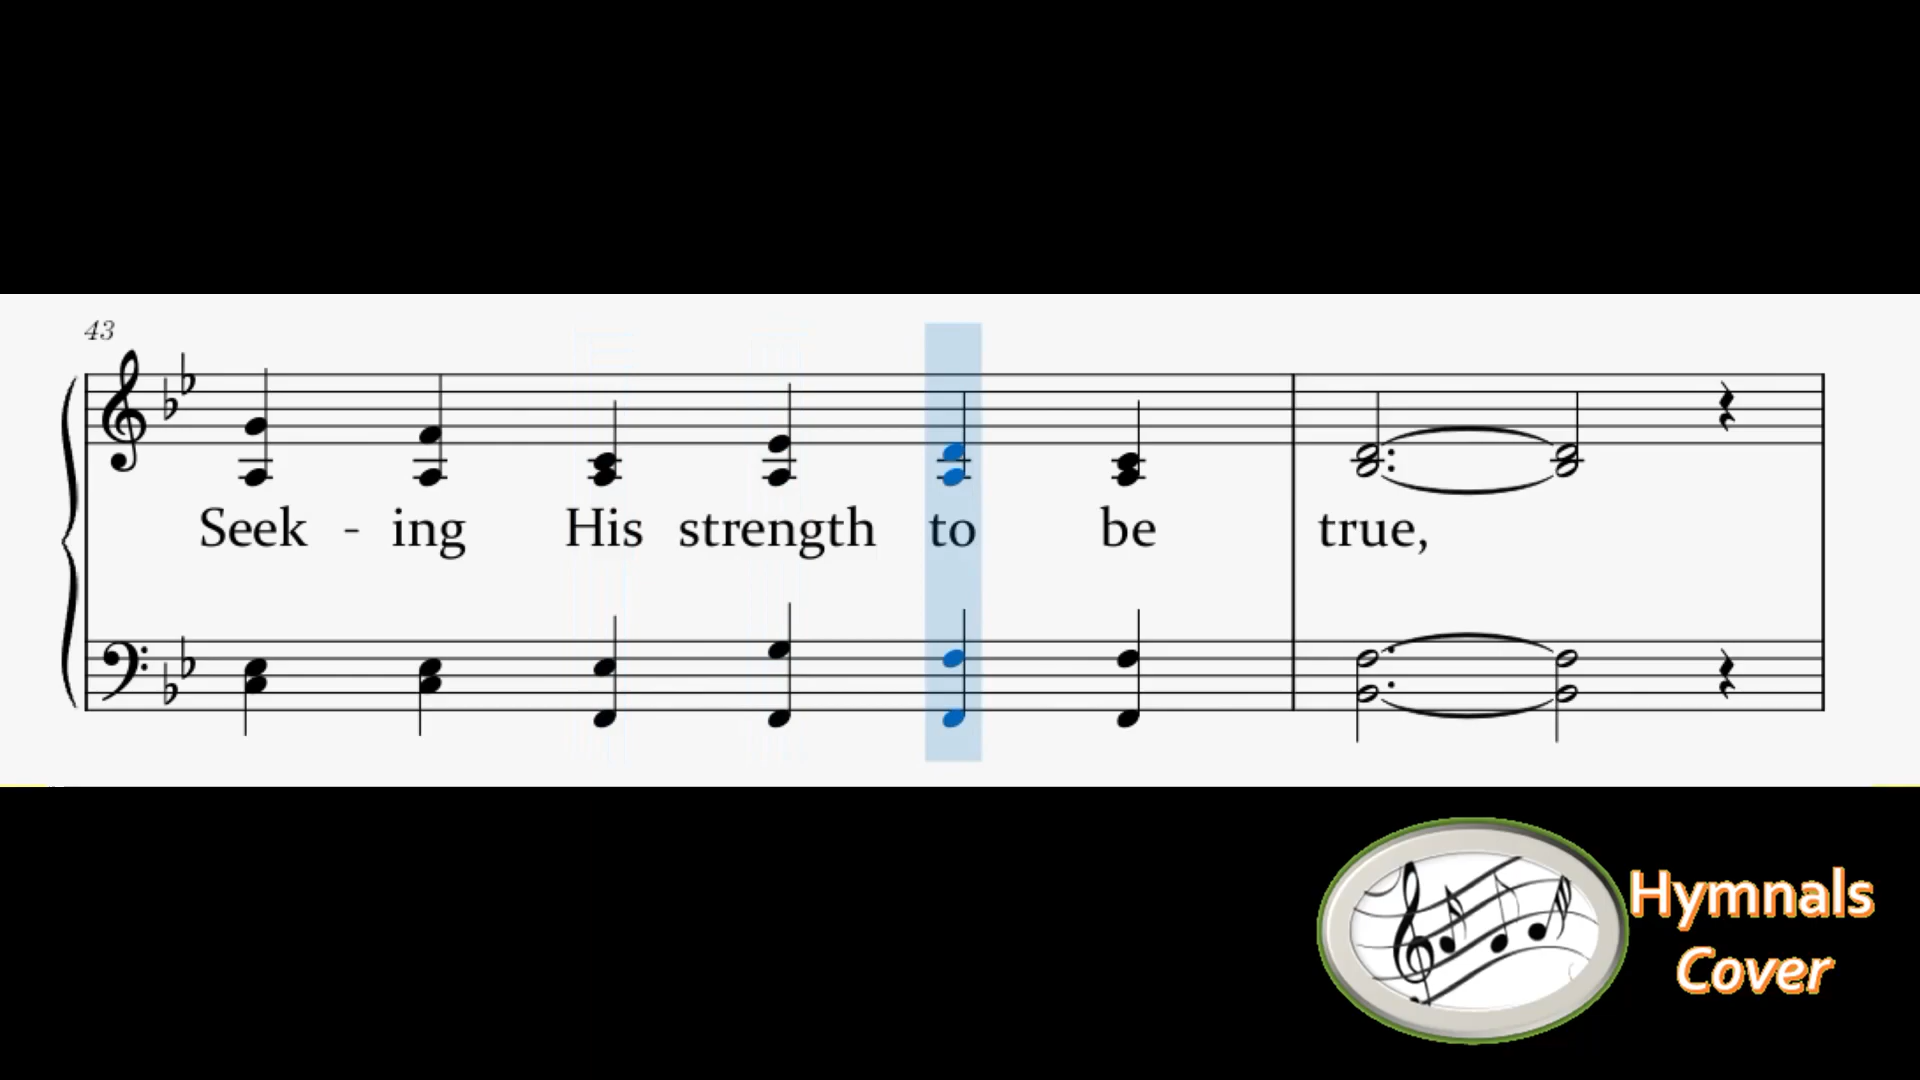 43
Seek - ing His strength to be true,
Hymnals
Cover